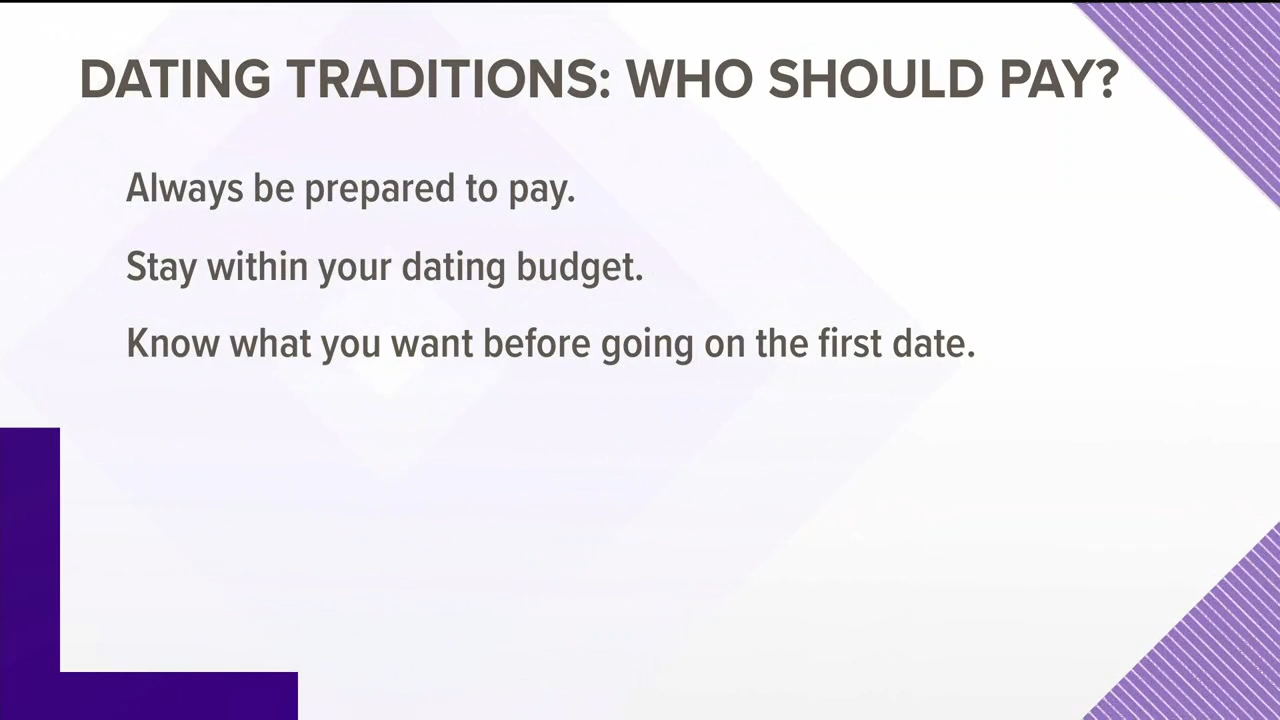 DATING TRADITIONS: WHO SHOULD PAY?
Always be prepared to pay.
Stay within your dating budget.
Know what you want before going on the first date.